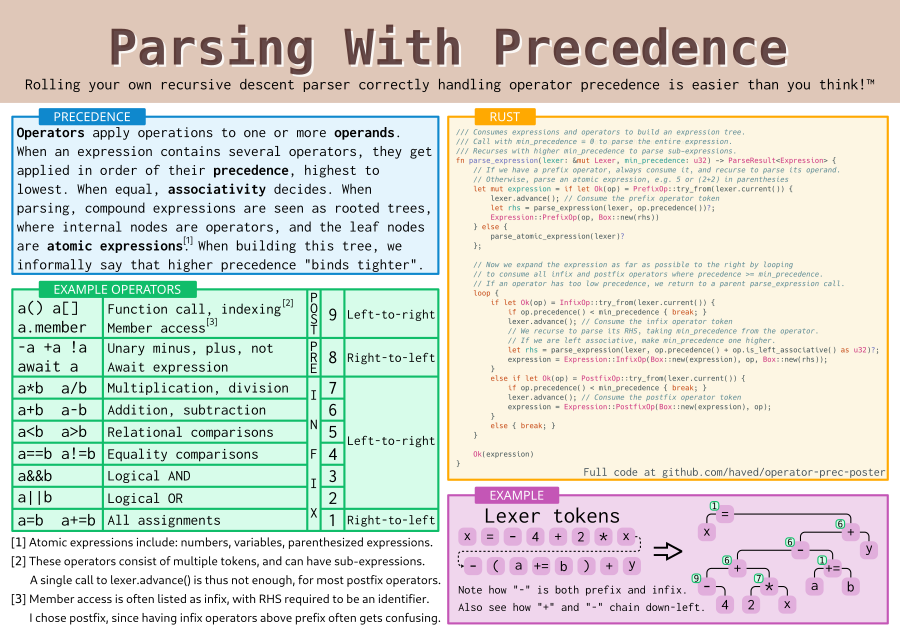 Parsing With Precedence
Rolling your own recursive descent parser correctly handling operator precedence is easier than you think!™
PRECEDENCE
Operators apply operations to one or more operands.
When an expression contains several operators, they get
applied in order of their precedence, highest to
lowest. When equal, associativity decides. When
parsing, compound expressions are seen as rooted trees,
where internal nodes are operators, and the leaf nodes
are atomic expressions[1]. When building this tree, we
informally say that higher precedence "binds tighter".
EXAMPLE OPERATORS
a() a[] Function call, indexing[2]
a.member Member access[3]
POST 9 Left-to-right
-a +a !a Unary minus, plus, not
await a Await expression
PRE 8 Right-to-left
a*b a/b Multiplication, division 7
a+b a-b Addition, subtraction 6
a<b a>b Relational comparisons 5
a==b a!=b Equality comparisons 4
a&&b Logical AND 3
a||b Logical OR 2
INFIX Left-to-right
a=b a+=b All assignments 1 Right-to-left
[1] Atomic expressions include: numbers, variables, parenthesized expressions.
[2] These operators consist of multiple tokens, and can have sub-expressions.
A single call to lexer.advance() is thus not enough, for most postfix operators.
[3] Member access is often listed as infix, with RHS required to be an identifier.
I chose postfix, since having infix operators above prefix often gets confusing.
RUST
/// Consumes expressions and operators to build an expression tree.
/// Call with min_precedence = 0 to parse the entire expression.
/// Recurses with higher min_precedence to parse sub-expressions.
fn parse_expression(lexer: &mut Lexer, min_precedence: u32) -> ParseResult<Expression> {
// If we have a prefix operator, always consume it, and recurse to parse its operand.
// Otherwise, parse an atomic expression, e.g. 5 or (2+2) in parenthesies
let mut expression = if let Ok(op) = PrefixOp::try_from(lexer.current()) {
lexer.advance(); // Consume the prefix operator token
let rhs = parse_expression(lexer, op.precedence())?;
Expression::PrefixOp(op, Box::new(rhs))
} else {
parse_atomic_expression(lexer)?
};
// Now we expand the expression as far as possible to the right by looping
// to consume all infix and postfix operators where precedence >= min_precedence.
// If an operator has too low precedence, we return to a parent parse_expression call.
loop {
if let Ok(op) = InfixOp::try_from(lexer.current()) {
if op.precedence() < min_precedence { break; }
lexer.advance(); // Consume the infix operator token
// We recurse to parse its RHS, taking min_precedence from the operator.
// If we are left associative, make min_precedence one higher.
let rhs = parse_expression(lexer, op.precedence() + op.is_left_associative() as u32)?;
expression = Expression::InfixOp(Box::new(expression), op, Box::new(rhs));
}
else if let Ok(op) = PostfixOp::try_from(lexer.current()) {
if op.precedence() < min_precedence { break; }
lexer.advance(); // Consume the postfix operator token
expression = Expression::PostfixOp(Box::new(expression), op);
}
else { break; }
}
Ok(expression)
}
Full code at github.com/haved/operator-prec-poster
EXAMPLE
Lexer tokens
x = - 4 + 2 * x
- ( a += b ) + y
Note how "-" is both prefix and infix.
Also see how "+" and "-" chain down-left.
1 =
x 6 +
6 - y
6 + 1 +=
9 - 7 * a b
4 2 x